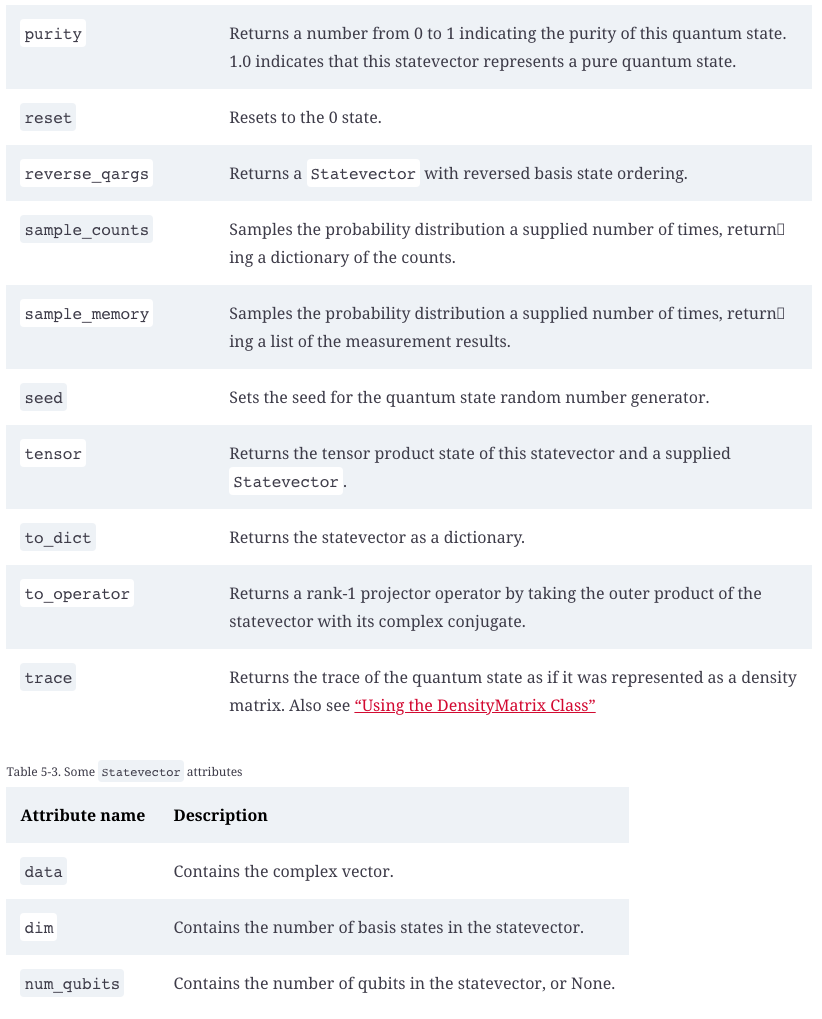 purity Returns a number from 0 to 1 indicating the purity of this quantum state.
1.0 indicates that this statevector represents a pure quantum state.
reset Resets to the 0 state.
reverse_qargs Returns a Statevector with reversed basis state ordering.
sample_counts Samples the probability distribution a supplied number of times, return▯
ing a dictionary of the counts.
sample_memory Samples the probability distribution a supplied number of times, return▯
ing a list of the measurement results.
seed Sets the seed for the quantum state random number generator.
tensor Returns the tensor product state of this statevector and a supplied
Statevector.
to_dict Returns the statevector as a dictionary.
to_operator Returns a rank-1 projector operator by taking the outer product of the
statevector with its complex conjugate.
trace Returns the trace of the quantum state as if it was represented as a density
matrix. Also see “Using the DensityMatrix Class”
Table 5-3. Some Statevector attributes
Attribute name Description
data Contains the complex vector.
dim Contains the number of basis states in the statevector.
num_qubits Contains the number of qubits in the statevector, or None.